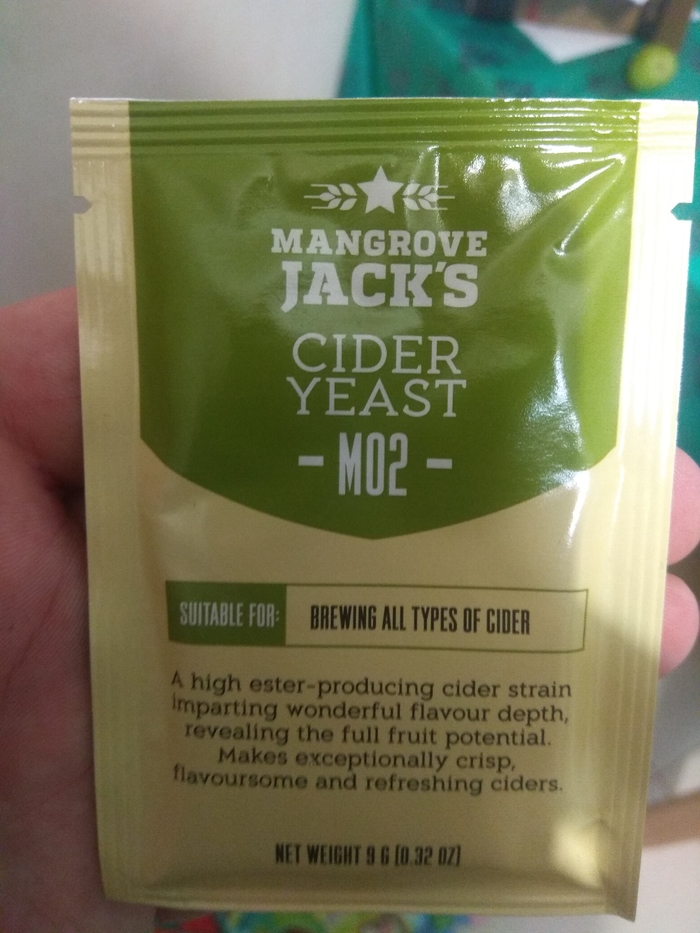 MANGROVE
JACK'S
CIDER
YEAST
- M02 -
SUITABLE FOR: BREWING ALL TYPES OF CIDER
A high ester-producing cider strain
imparting wonderful flavour depth,
revealing the full fruit potential.
Makes exceptionally crisp,
flavoursome and refreshing ciders.
NET WEIGHT 9 G (0.32 OZ)